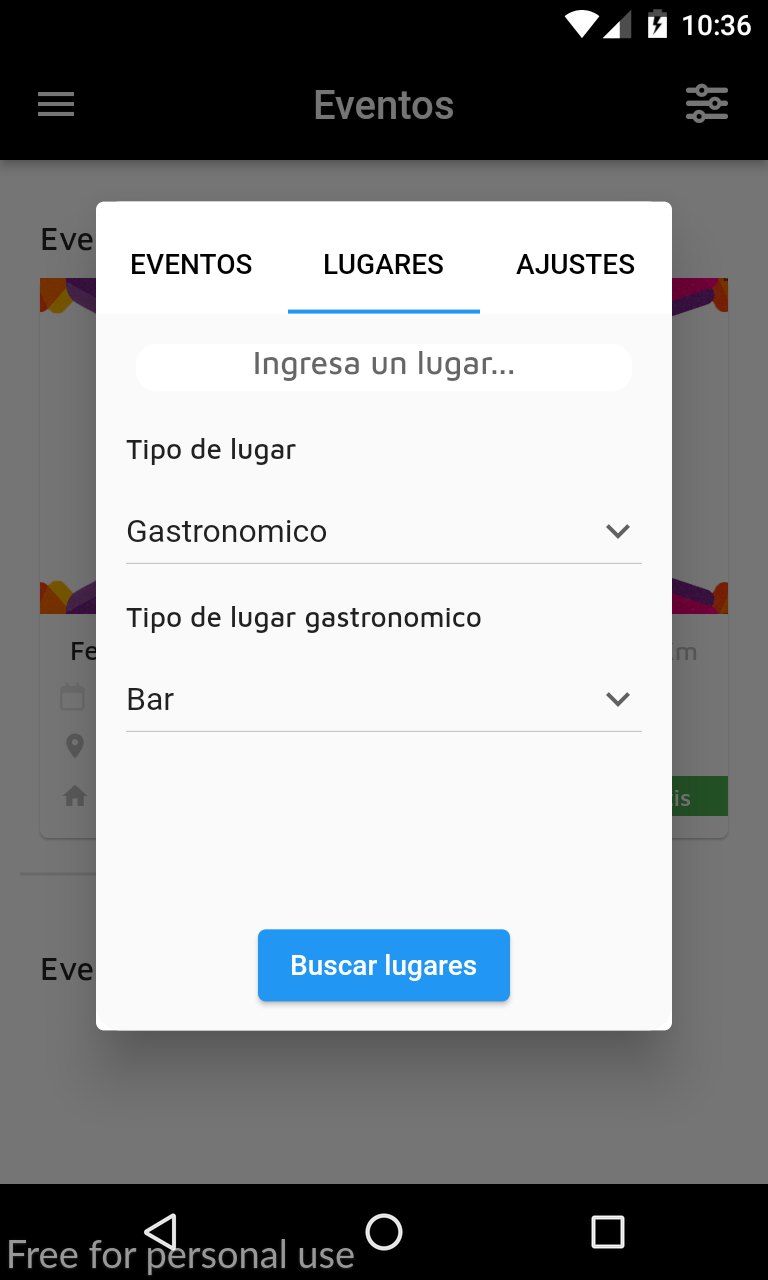 10:36
Eventos
Eve
EVENTOS LUGARES AJUSTES
Ingresa un lugar...
Tipo de lugar
Gastronomico
Tipo de lugar gastronomico
Fe m
Bar
is
Eve
Buscar lugares
Free for personal use